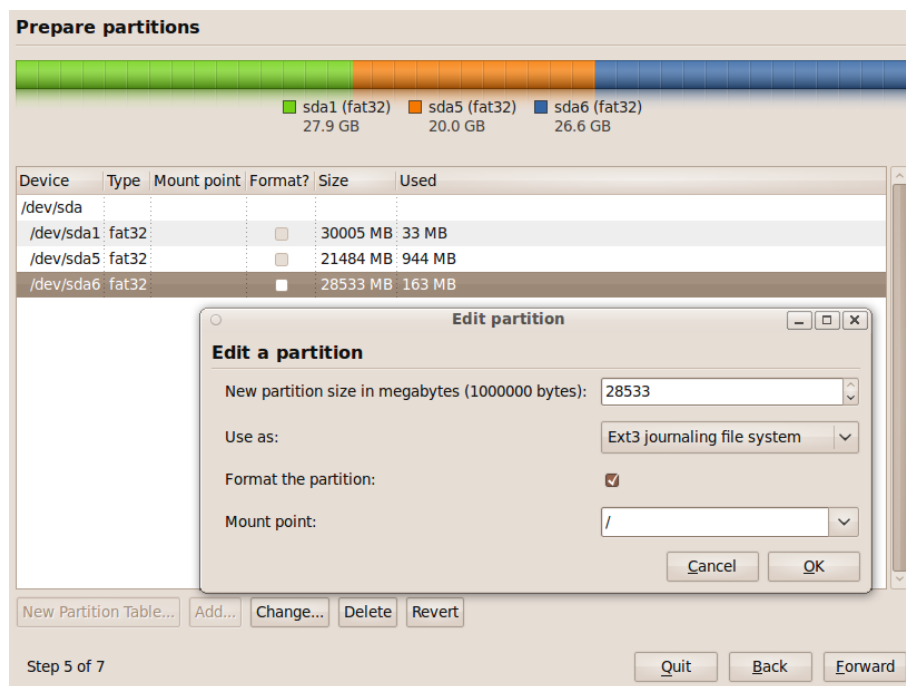 Prepare partitions
sda1 (fat32) sda5 (fat32) sda6 (fat32)
27.9 GB 20.0 GB 26.6 GB
Device Type Mount point Format? Size Used
/dev/sda
/dev/sda1 fat32 30005 MB 33 MB
/dev/sda5 fat32 21484 MB 944 MB
/dev/sda6 fat32 28533 MB 163 MB
Edit partition
Edit a partition
New partition size in megabytes (1000000 bytes): 28533
Use as: Ext3 journaling file system
Format the partition:
Mount point: /
Cancel OK
New Partition Table... Add... Change... Delete Revert
Step 5 of 7 Quit Back Forward